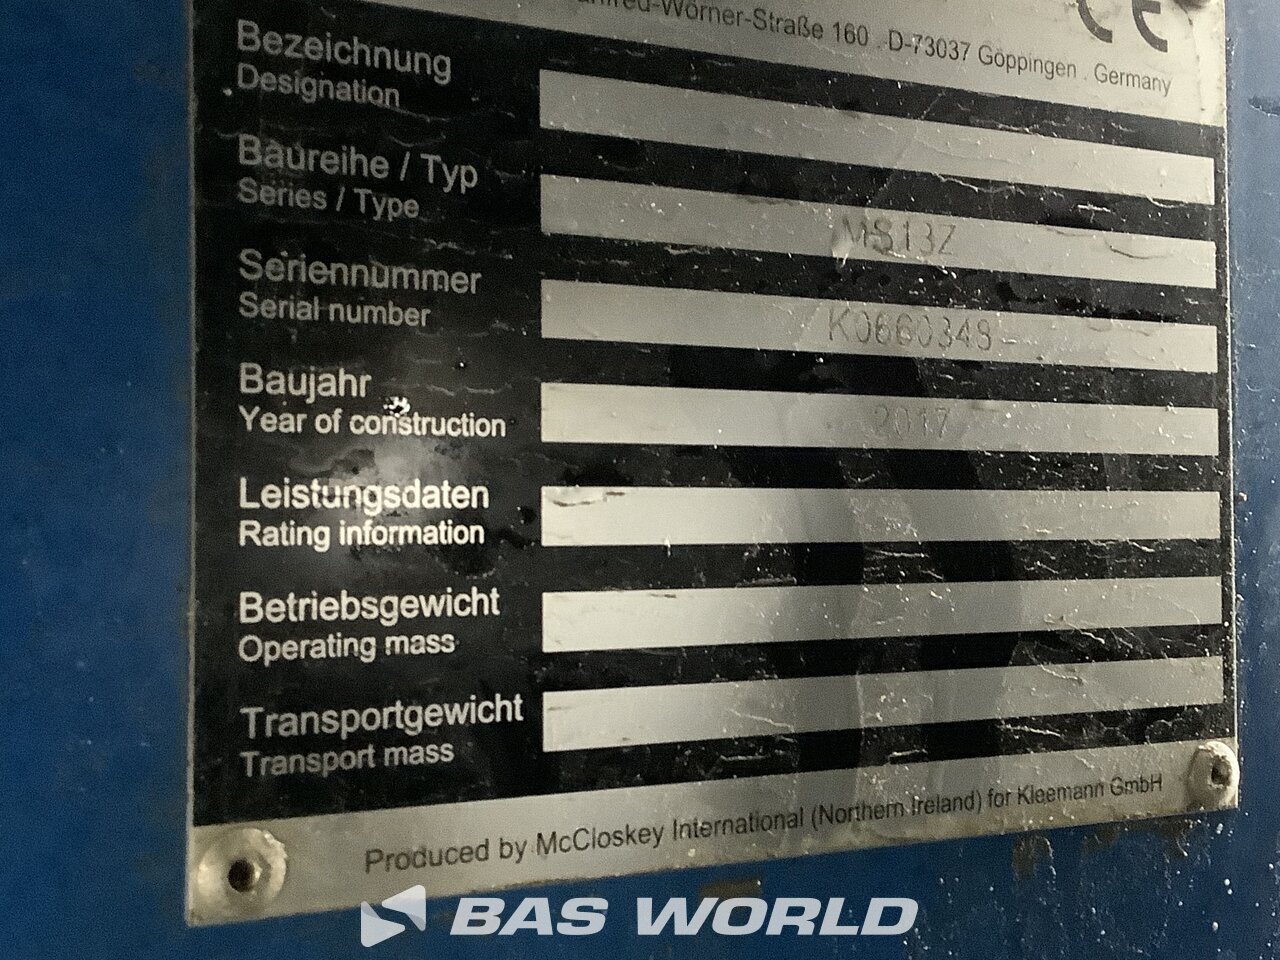 Wörner-Straße 160 . D-73037 Göppingen . Germany
CE
Bezeichnung
Designation
Baureihe / Typ
Series / Type
MS13Z
Seriennummer
Serial number
K0660348
Baujahr
Year of construction
2017
Leistungsdaten
Rating information
Betriebsgewicht
Operating mass
Transportgewicht
Transport mass
Produced by McCloskey International (Northern Ireland) for Kleemann GmbH
BAS WORLD